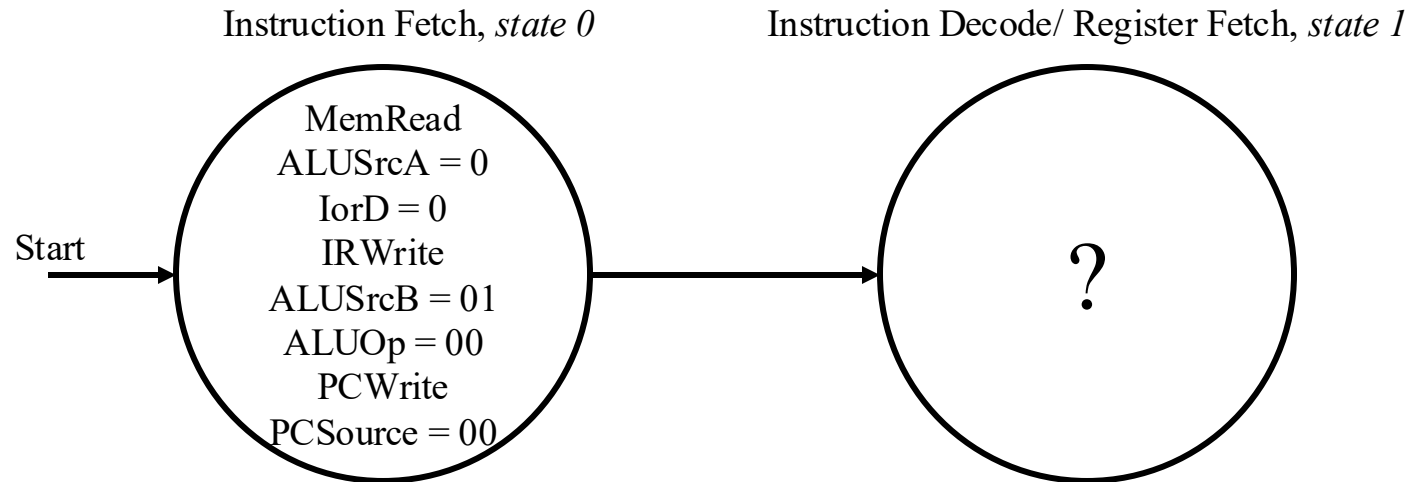 Instruction Fetch, state 0
Instruction Decode/ Register Fetch, state 1
Start
MemRead
ALUSrcA = 0
IorD = 0
IRWrite
ALUSrcB = 01
ALUOp = 00
PCWrite
PCSource = 00
?